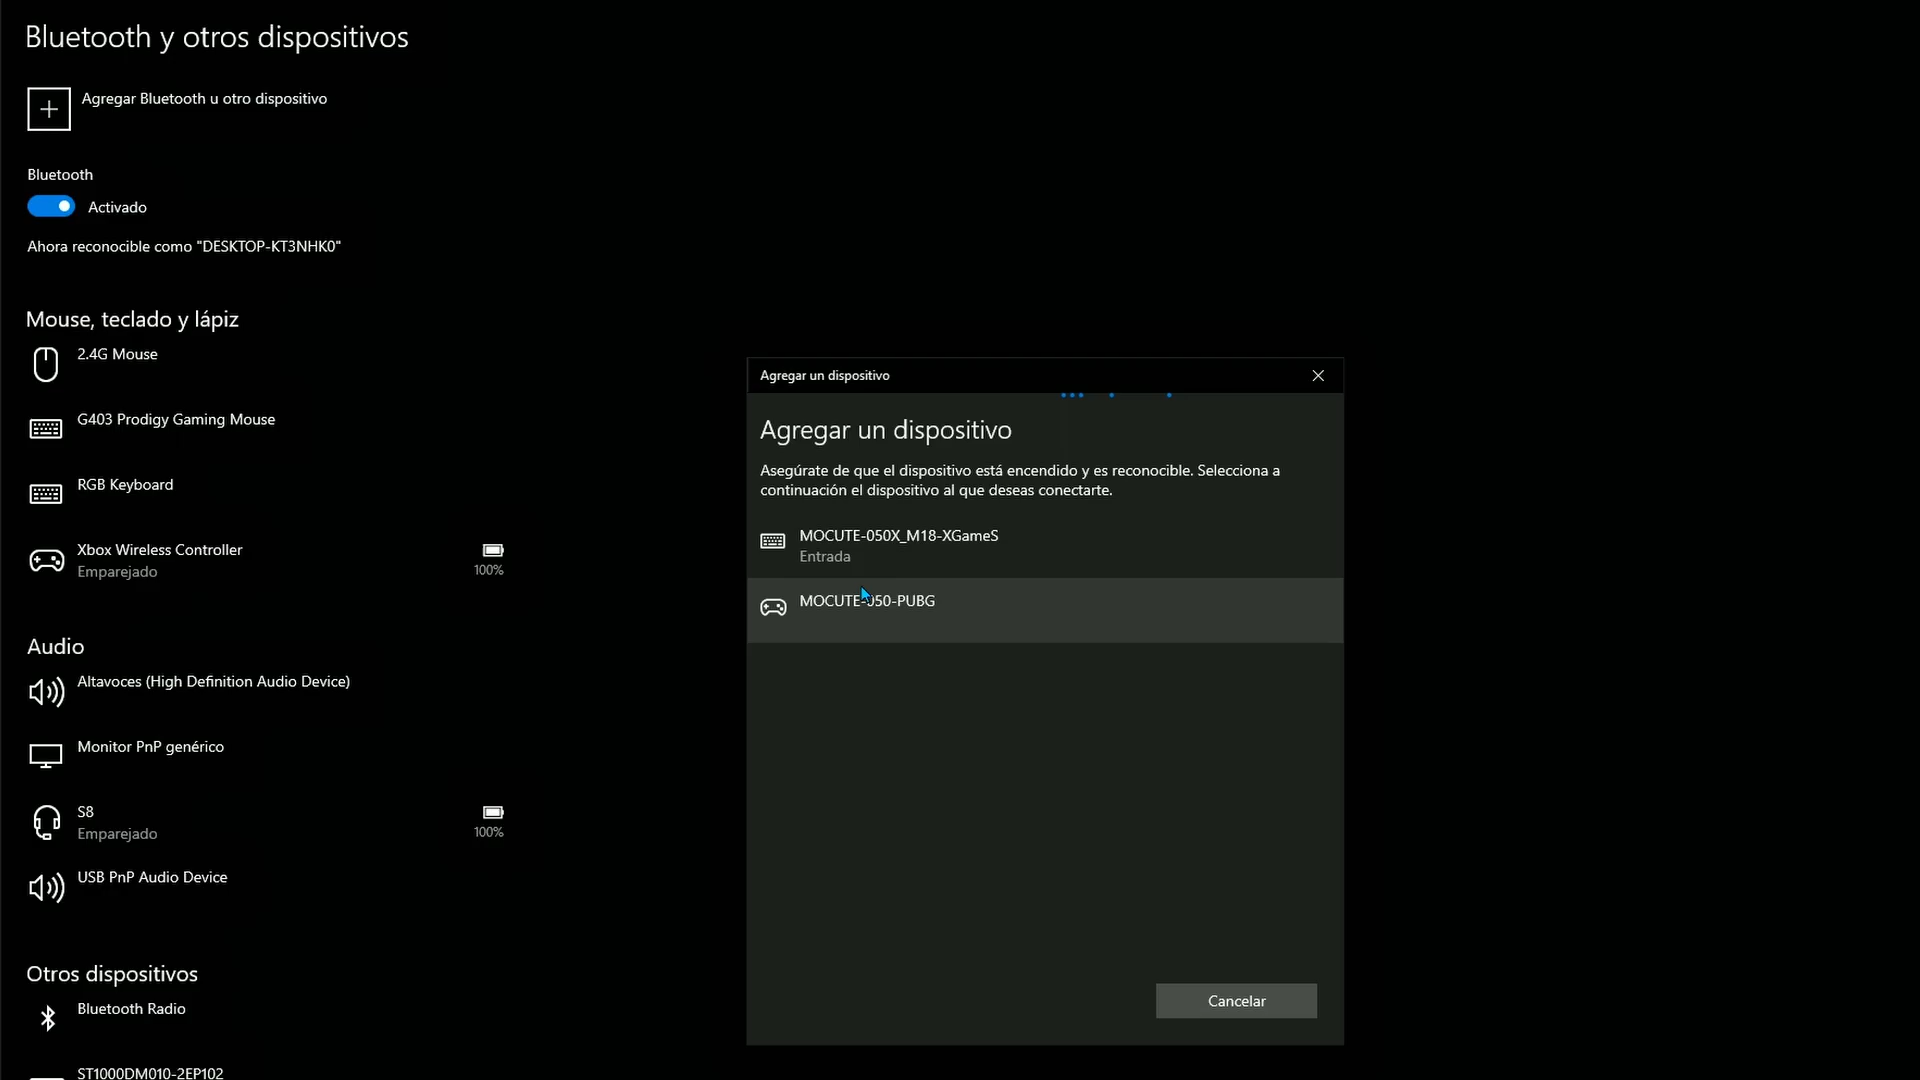 Bluetooth y otros dispositivos
Agregar Bluetooth u otro dispositivo
Bluetooth
Activado
Ahora reconocible como "DESKTOP-KT3NHK0"
Mouse, teclado y lápiz
2.4G Mouse
G403 Prodigy Gaming Mouse
RGB Keyboard
Xbox Wireless Controller
Emparejado
100%
Audio
Altavoces (High Definition Audio Device)
Monitor PnP genérico
S8
Emparejado
100%
USB PnP Audio Device
Otros dispositivos
Bluetooth Radio
ST1000DM010-2EP102
Agregar un dispositivo
Agregar un dispositivo
Asegúrate de que el dispositivo está encendido y es reconocible. Selecciona a
continuación el dispositivo al que deseas conectarte.
MOCUTE-050X_M18-XGameS
Entrada
MOCUTE-050-PUBG
Cancelar